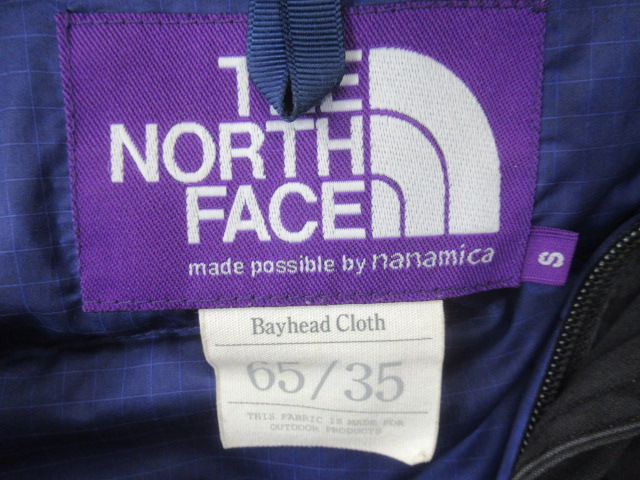 THE
NORTH
FACE
made possible by nanamica
S
Bayhead Cloth
65/35
THIS FABRIC IS MADE FOR
OUTDOOR PRODUCTS